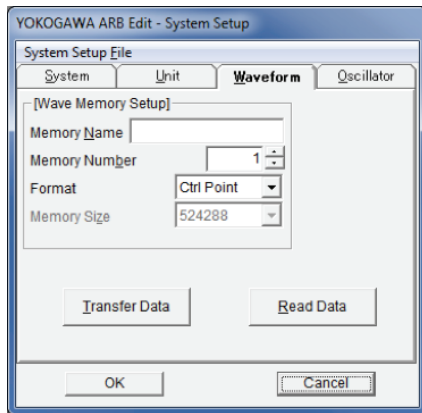 YOKOGAWA ARB Edit - System Setup
System Setup File
System Unit Waveform Oscillator
[Wave Memory Setup]
Memory Name
Memory Number 1
Format Ctrl Point
Memory Size 524288
Transfer Data Read Data
OK Cancel